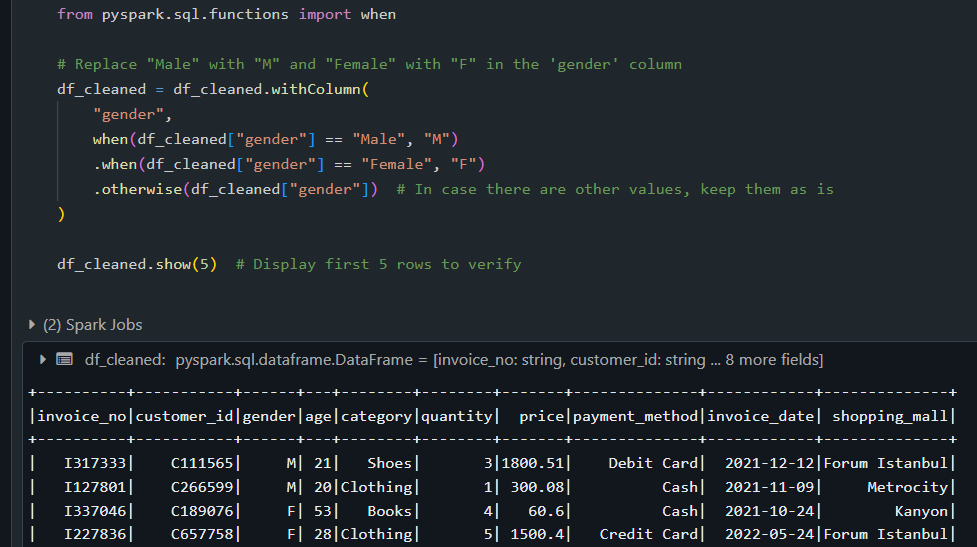 from pyspark.sql.functions import when
# Replace "Male" with "M" and "Female" with "F" in the 'gender' column
df_cleaned = df_cleaned.withColumn(
    "gender",
    when(df_cleaned["gender"] == "Male", "M")
    .when(df_cleaned["gender"] == "Female", "F")
    .otherwise(df_cleaned["gender"])  # In case there are other values, keep them as is
)
df_cleaned.show(5)  # Display first 5 rows to verify
(2) Spark Jobs
df_cleaned: pyspark.sql.dataframe.DataFrame = [invoice_no: string, customer_id: string ... 8 more fields]
+----------+-----------+------+---+--------+--------+-------+--------------+------------+--------------+
|invoice_no|customer_id|gender|age|category|quantity|  price|payment_method|invoice_date| shopping_mall|
+----------+-----------+------+---+--------+--------+-------+--------------+------------+--------------+
|   I317333|    C111565|     M| 21|   Shoes|       3|1800.51|    Debit Card|  2021-12-12|Forum Istanbul|
|   I127801|    C266599|     M| 20|Clothing|       1| 300.08|          Cash|  2021-11-09|     Metrocity|
|   I337046|    C189076|     F| 53|   Books|       4|   60.6|          Cash|  2021-10-24|        Kanyon|
|   I227836|    C657758|     F| 28|Clothing|       5| 1500.4|   Credit Card|  2022-05-24|Forum Istanbul|